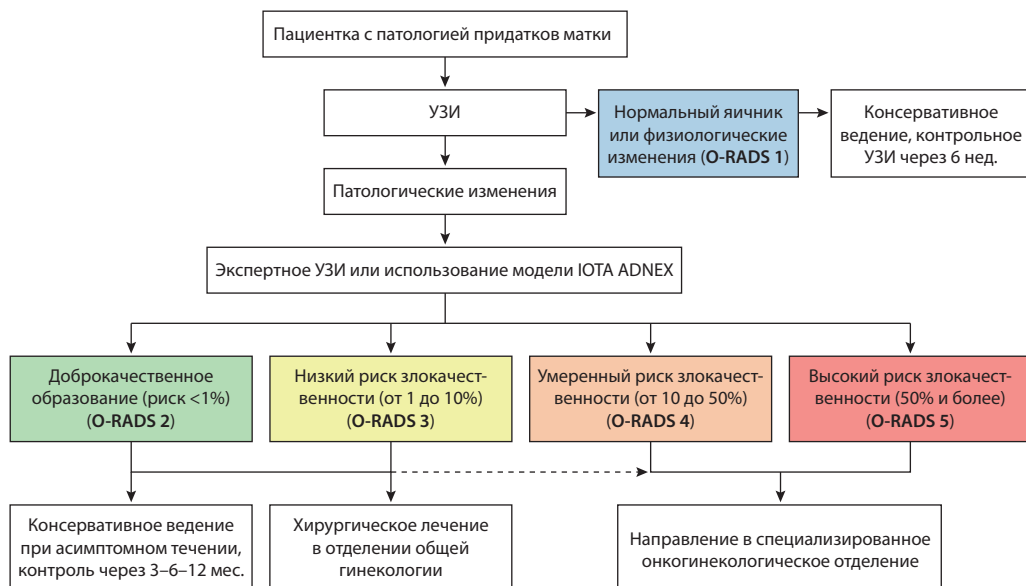 Пациентка с патологией придатков матки
УЗИ
Нормальный яичник
или физиологические
изменения (O-RADS 1)
Консервативное
ведение, контрольное
УЗИ через 6 нед.
Патологические изменения
Экспертное УЗИ или использование модели IOTA ADNEX
Доброкачественное
образование (риск <1%)
(O-RADS 2)
Низкий риск злокачест-
венности (от 1 до 10%)
(O-RADS 3)
Умеренный риск злокачест-
венности (от 10 до 50%)
(O-RADS 4)
Высокий риск злокачест-
венности (50% и более)
(O-RADS 5)
Консервативное ведение
при асимптомном течении,
контроль через 3–6–12 мес.
Хирургическое лечение
в отделении общей
гинекологии
Направление в специализированное
онкогинекологическое отделение